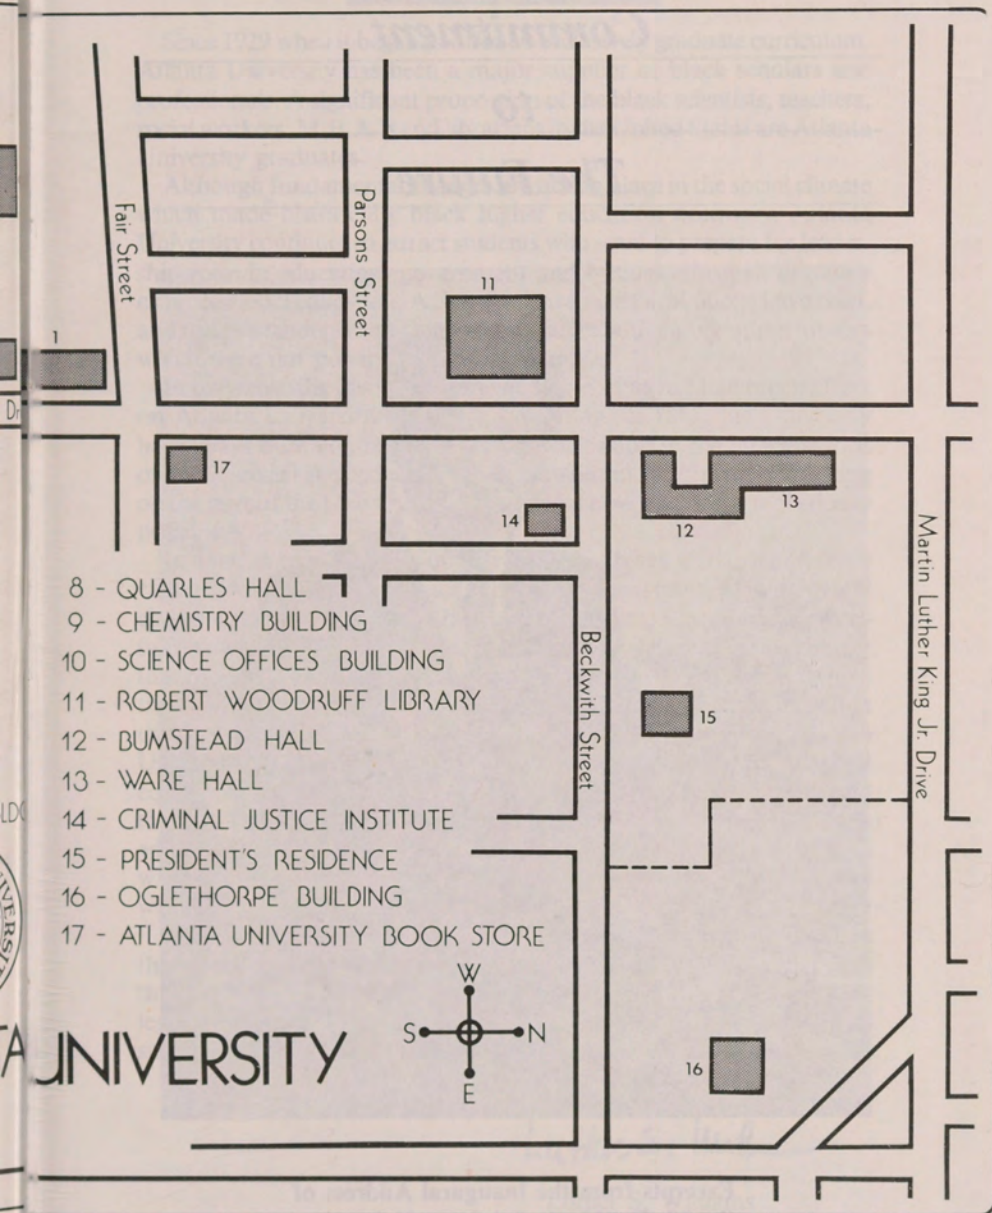 Fair Street
Parsons Street
11
1
Dr
17
14
13
12
Martin Luther King Jr. Drive
8 - QUARLES HALL
9 - CHEMISTRY BUILDING
10 - SCIENCE OFFICES BUILDING
11 - ROBERT WOODRUFF LIBRARY
12 - BUMSTEAD HALL
13 - WARE HALL
14 - CRIMINAL JUSTICE INSTITUTE
15 - PRESIDENT'S RESIDENCE
16 - OGLETHORPE BUILDING
17 - ATLANTA UNIVERSITY BOOK STORE
Beckwith Street
15
W
S N
E
UNIVERSITY
16